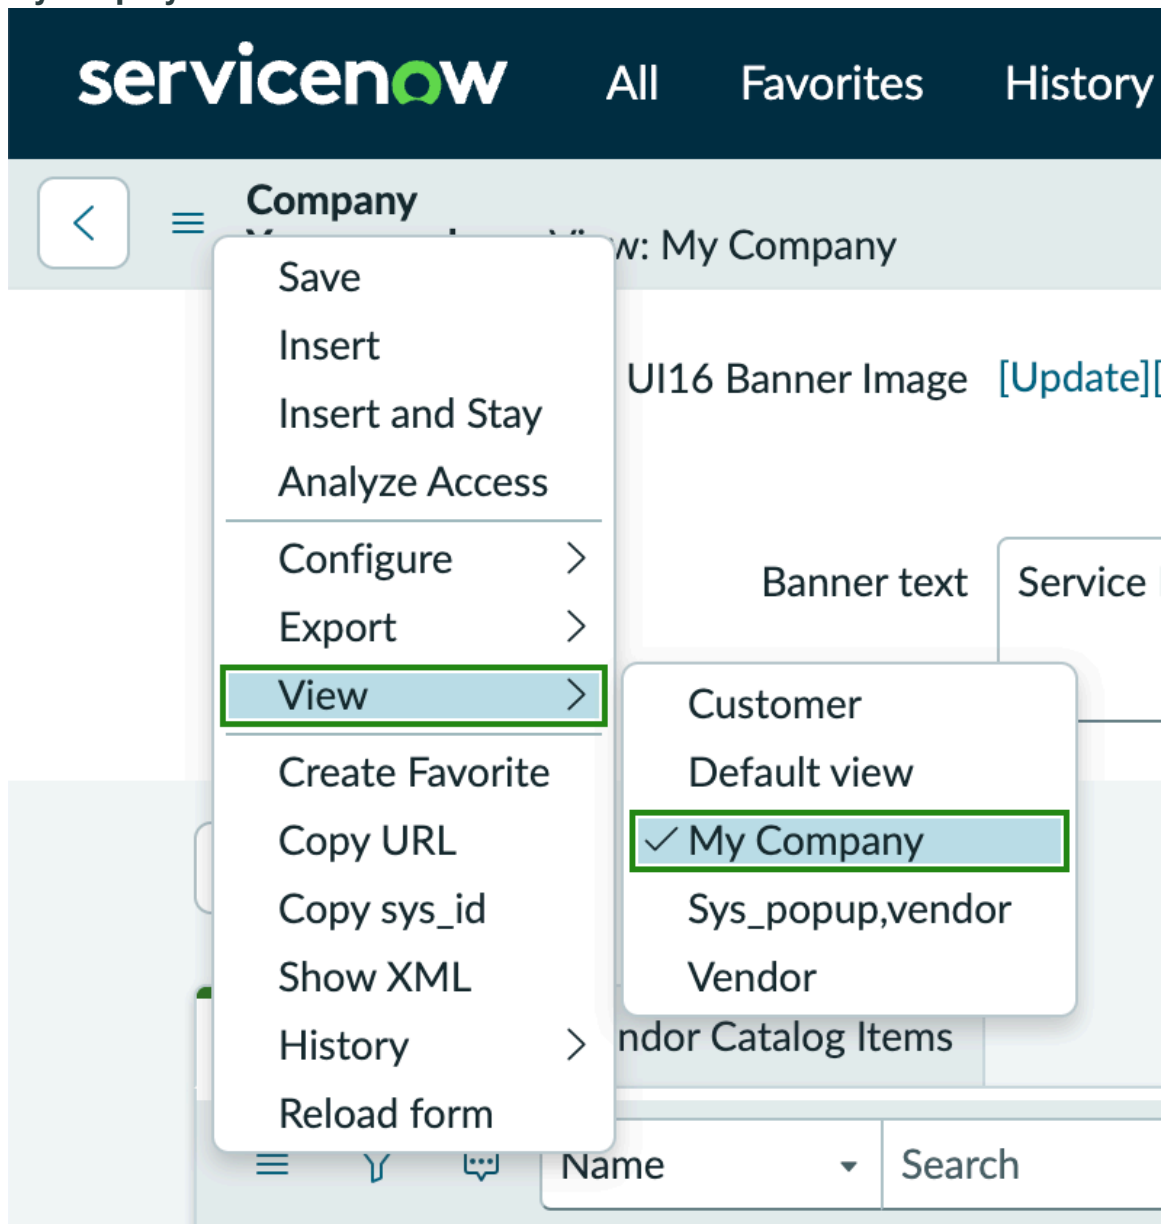 servicenow All Favorites History
Company
View: My Company
Save
Insert
Insert and Stay
Analyze Access
Configure
Export
View
Create Favorite
Copy URL
Copy sys_id
Show XML
History
Reload form
UI16 Banner Image [Update][
Banner text Service
Customer
Default view
My Company
Sys_popup,vendor
Vendor
ndor Catalog Items
Name Search